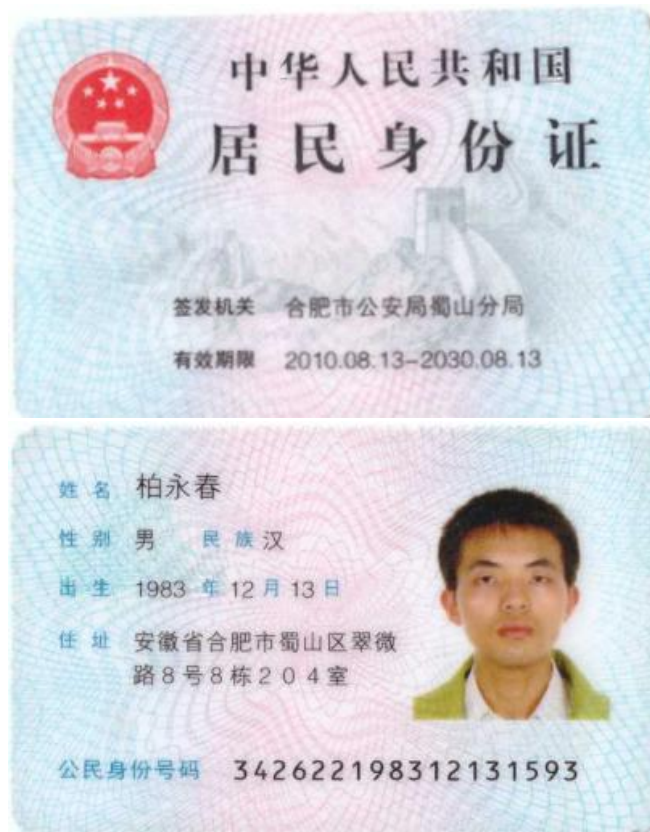 中华人民共和国
居民身份证
签发机关 合肥市公安局蜀山分局
有效期限 2010.08.13-2030.08.13
姓名 柏永春
性别 男 民族 汉
出生 1983 年 12 月 13 日
住址 安徽省合肥市蜀山区翠微
路8号8栋204室
公民身份号码 342622198312131593